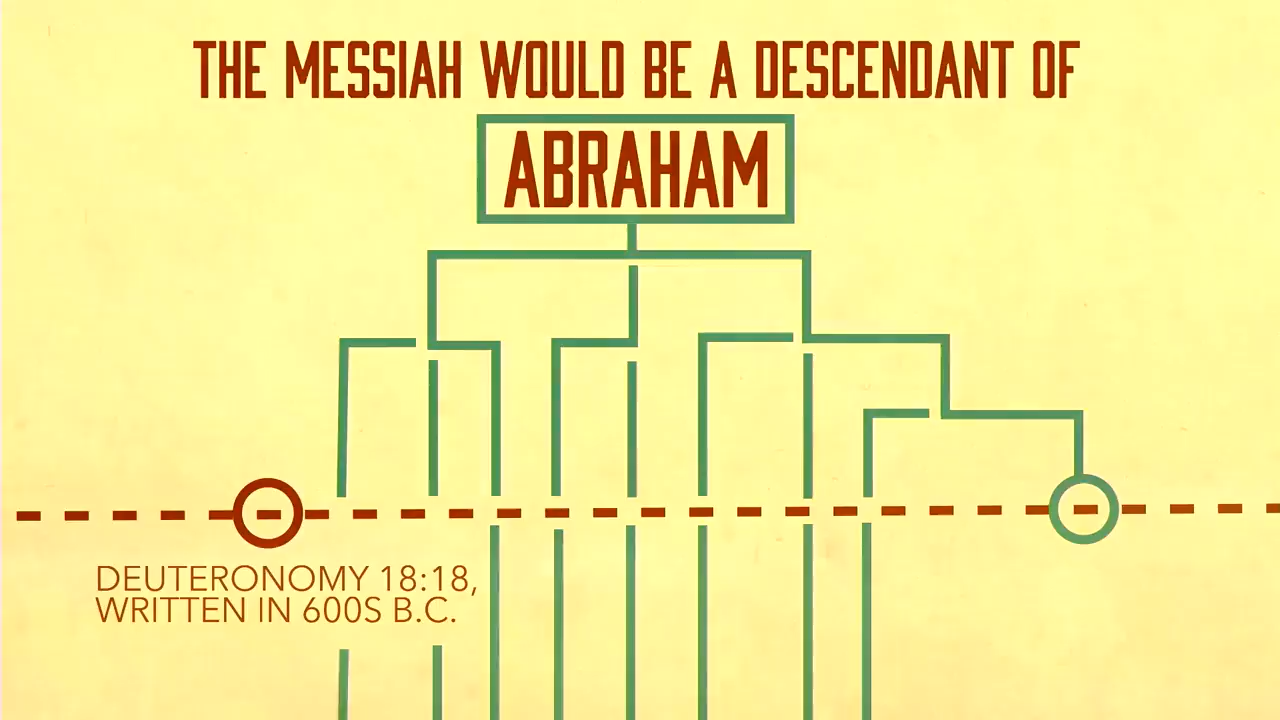 THE MESSIAH WOULD BE A DESCENDANT OF
ABRAHAM
DEUTERONOMY 18:18,
WRITTEN IN 600S B.C.